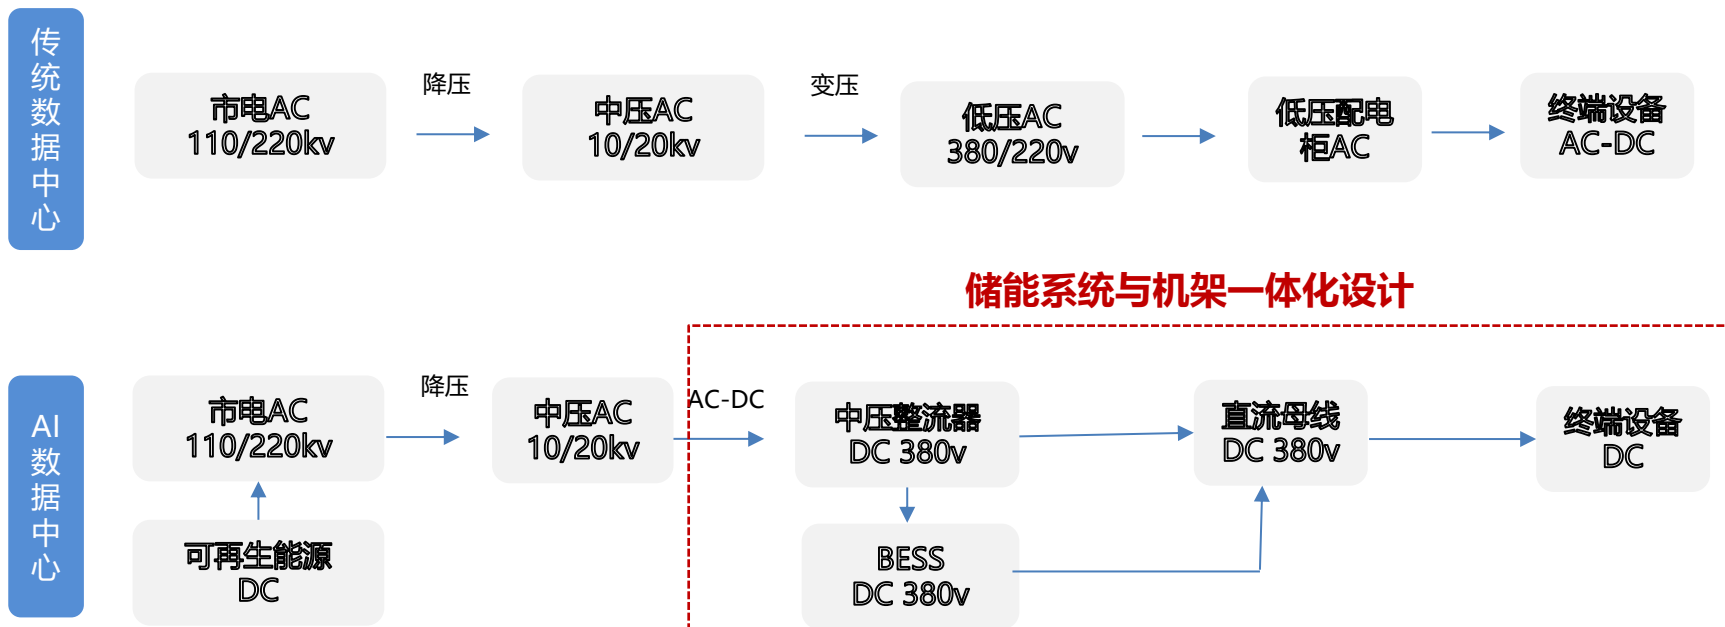 传统数据中心
降压
变压
市电AC
110/220kv
中压AC
10/20kv
低压AC
380/220v
低压配电
柜AC
终端设备
AC-DC
储能系统与机架一体化设计
AI
数据中心
降压
AC-DC
市电AC
110/220kv
中压AC
10/20kv
中压整流器
DC 380v
直流母线
DC 380v
终端设备
DC
可再生能源
DC
BESS
DC 380v